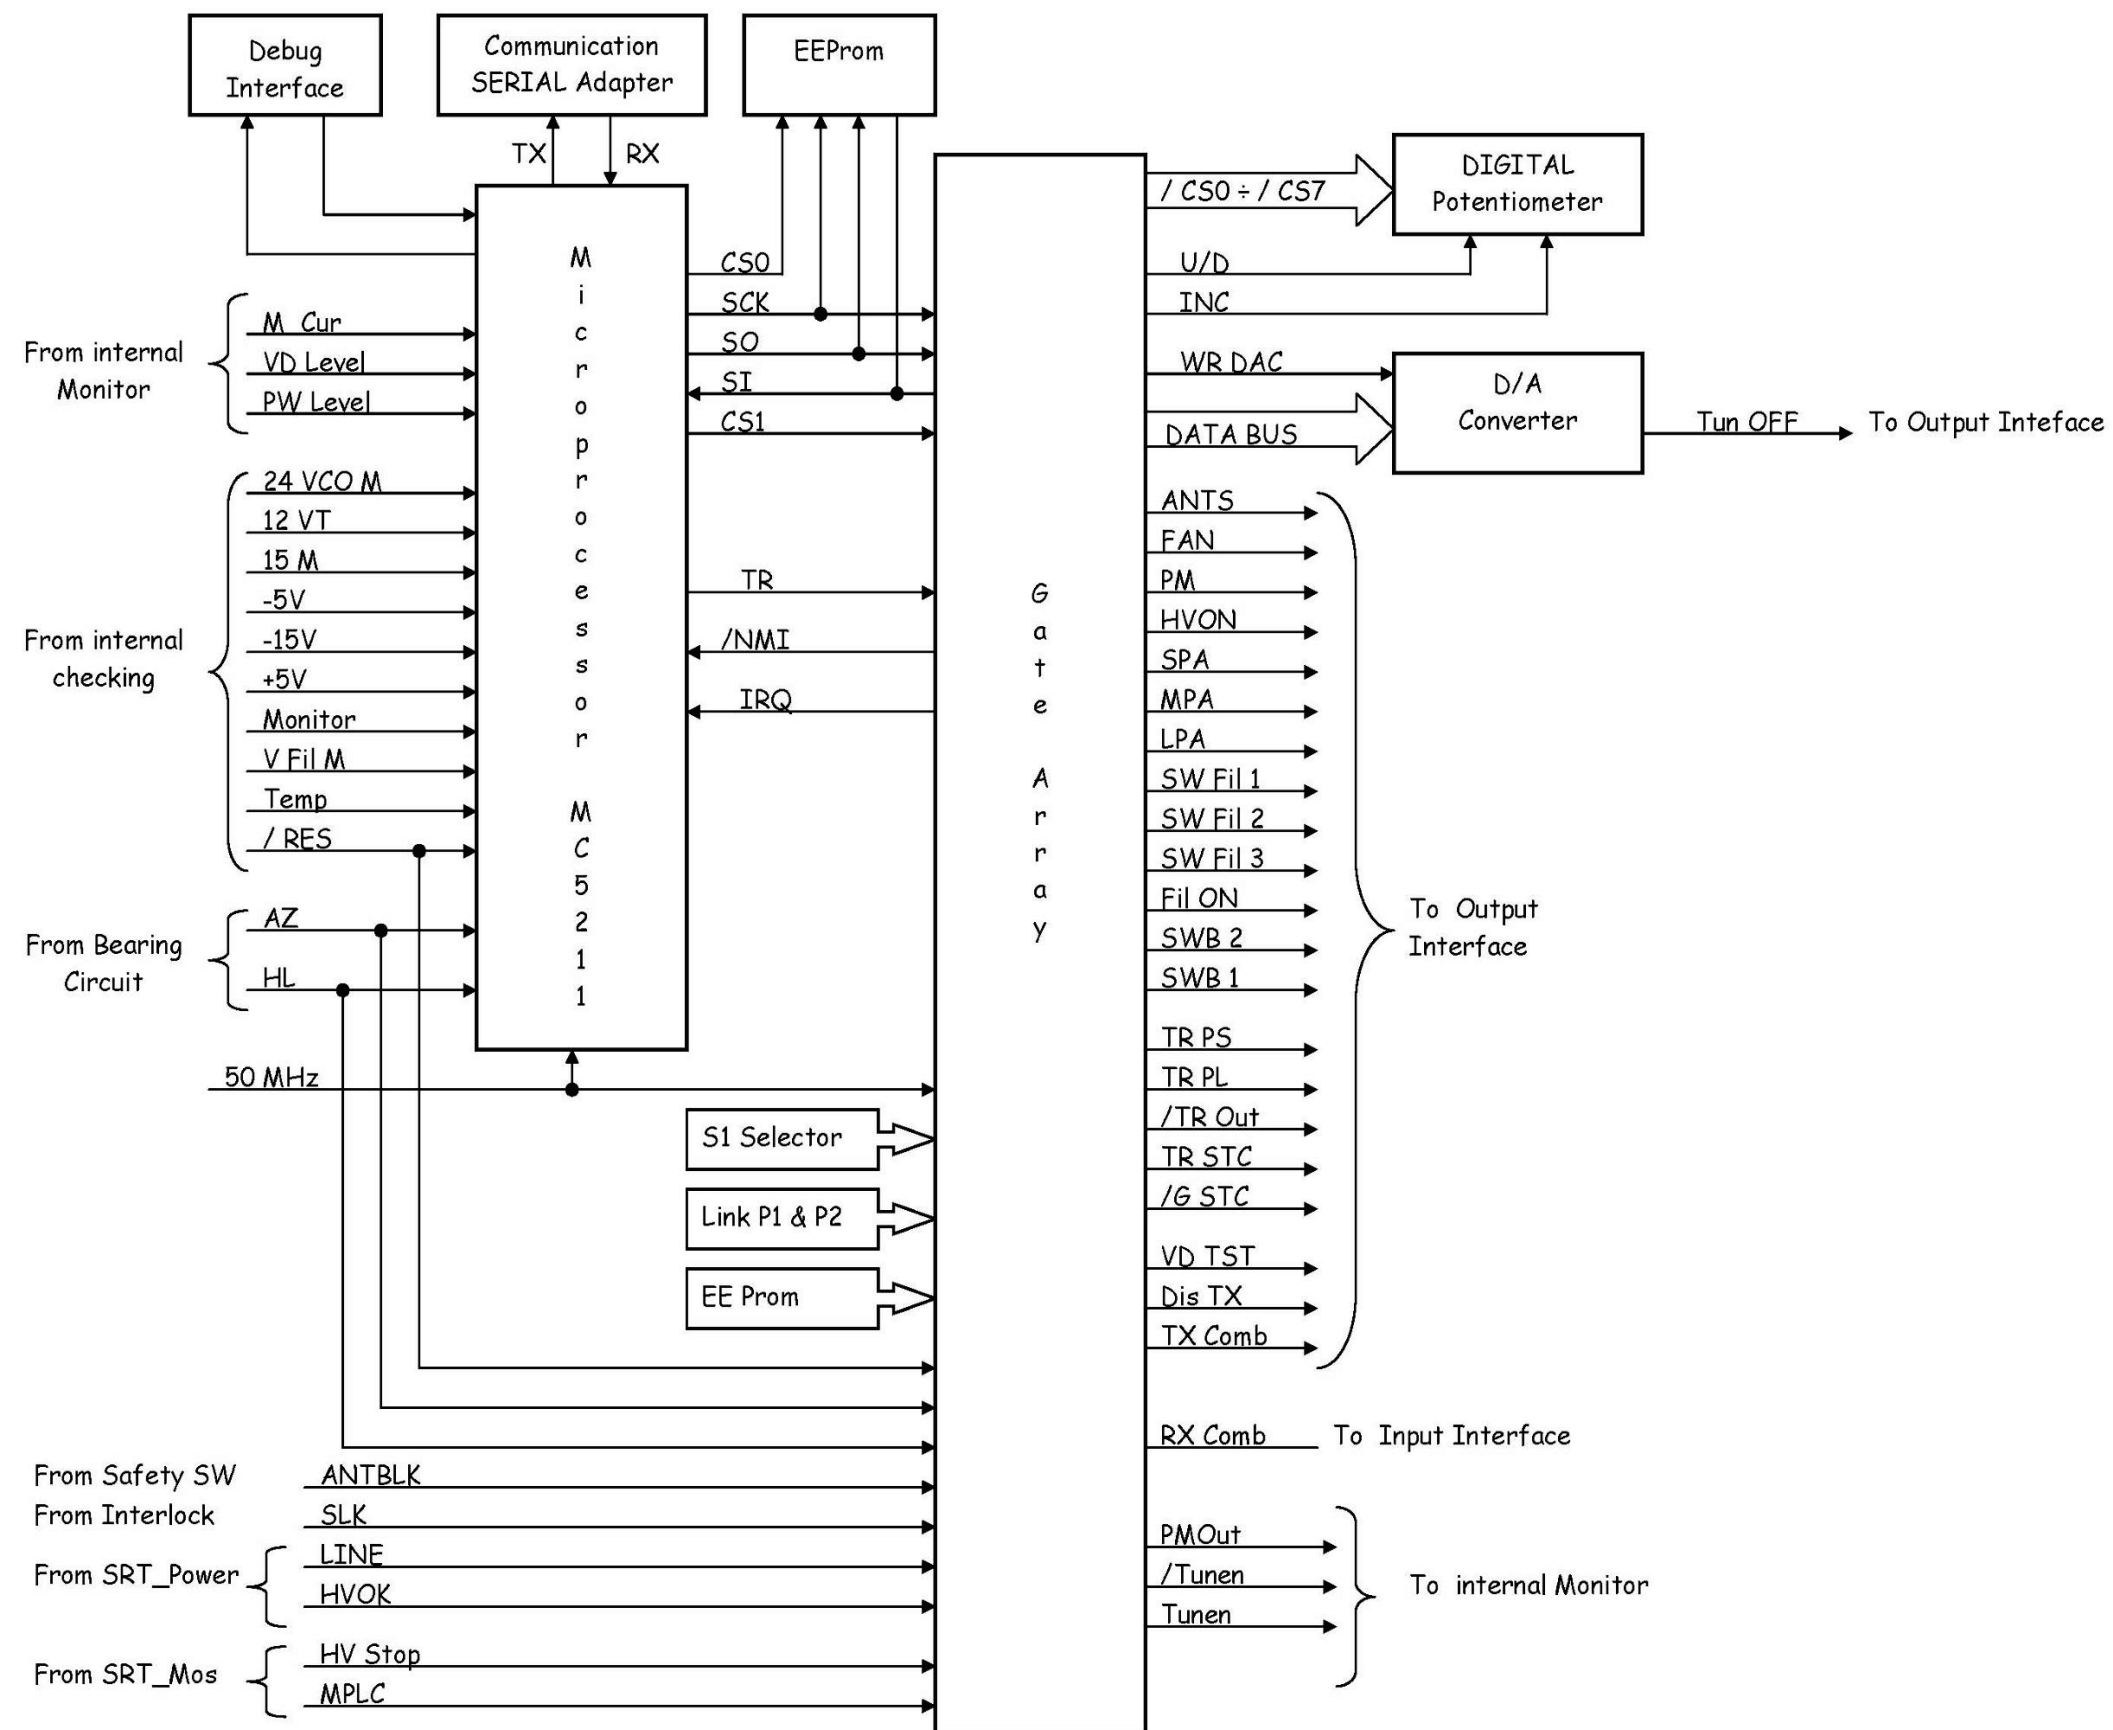 Debug
Interface
Communication
SERIAL Adapter
EEProm
TX
RX
DIGITAL
Potentiometer
/ CS0 ÷ / CS7
U/D
INC
CS0
SCK
SO
SI
CS1
WR DAC
DATA BUS
D/A
Converter
Tun OFF
To Output Inteface
From internal
Monitor
M Cur
VD Level
PW Level
From internal
checking
24 VCO M
12 VT
15 M
-5V
-15V
+5V
Monitor
V Fil M
Temp
/ RES
From Bearing
Circuit
AZ
HL
Microprocessor MC5211
TR
/NMI
IRQ
Gate Array
ANTS
FAN
PM
HVON
SPA
MPA
LPA
SW Fil 1
SW Fil 2
SW Fil 3
Fil ON
SWB 2
SWB 1
TR PS
TR PL
/TR Out
TR STC
/G STC
VD TST
Dis TX
TX Comb
To Output
Interface
50 MHz
S1 Selector
Link P1 & P2
EE Prom
RX Comb
To Input Interface
From Safety SW
ANTBLK
From Interlock
SLK
From SRT_Power
LINE
HVOK
From SRT_Mos
HV Stop
MPLC
PMOut
/Tunen
Tunen
To internal Monitor